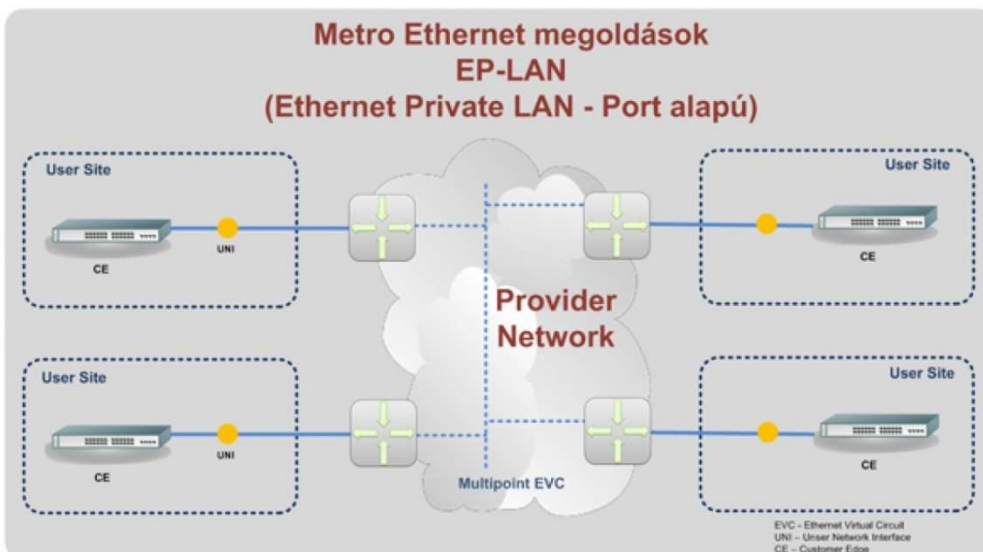 Metro Ethernet megoldások
EP-LAN
(Ethernet Private LAN - Port alapú)
User Site
User Site
UNI
CE
CE
Provider
Network
User Site
User Site
UNI
CE
CE
Multipoint EVC
EVC - Ethernet Virtual Circuit
UNI – Unser Network Interface
CE – Customer Edge